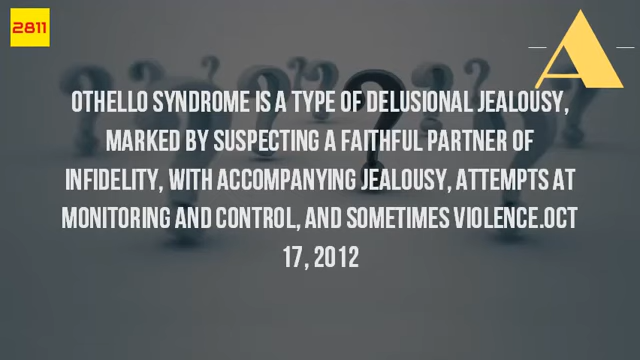 2811
A
OTHELLO SYNDROME IS A TYPE OF DELUSIONAL JEALOUSY,
MARKED BY SUSPECTING A FAITHFUL PARTNER OF
INFIDELITY, WITH ACCOMPANYING JEALOUSY, ATTEMPTS AT
MONITORING AND CONTROL, AND SOMETIMES VIOLENCE.OCT
17, 2012